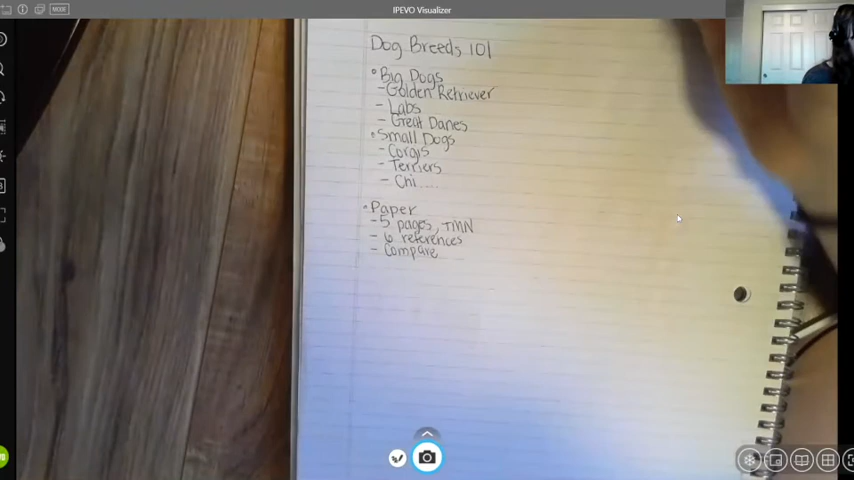 MODE
IPEVO Visualizer
Dog Breeds 101
• Big Dogs
- Golden Retriever
- Labs
- Great Danes
• Small Dogs
- Corgis
- Terriers
- Chi....
• Paper
- 5 pages, TMN
- 6 references
- Compare